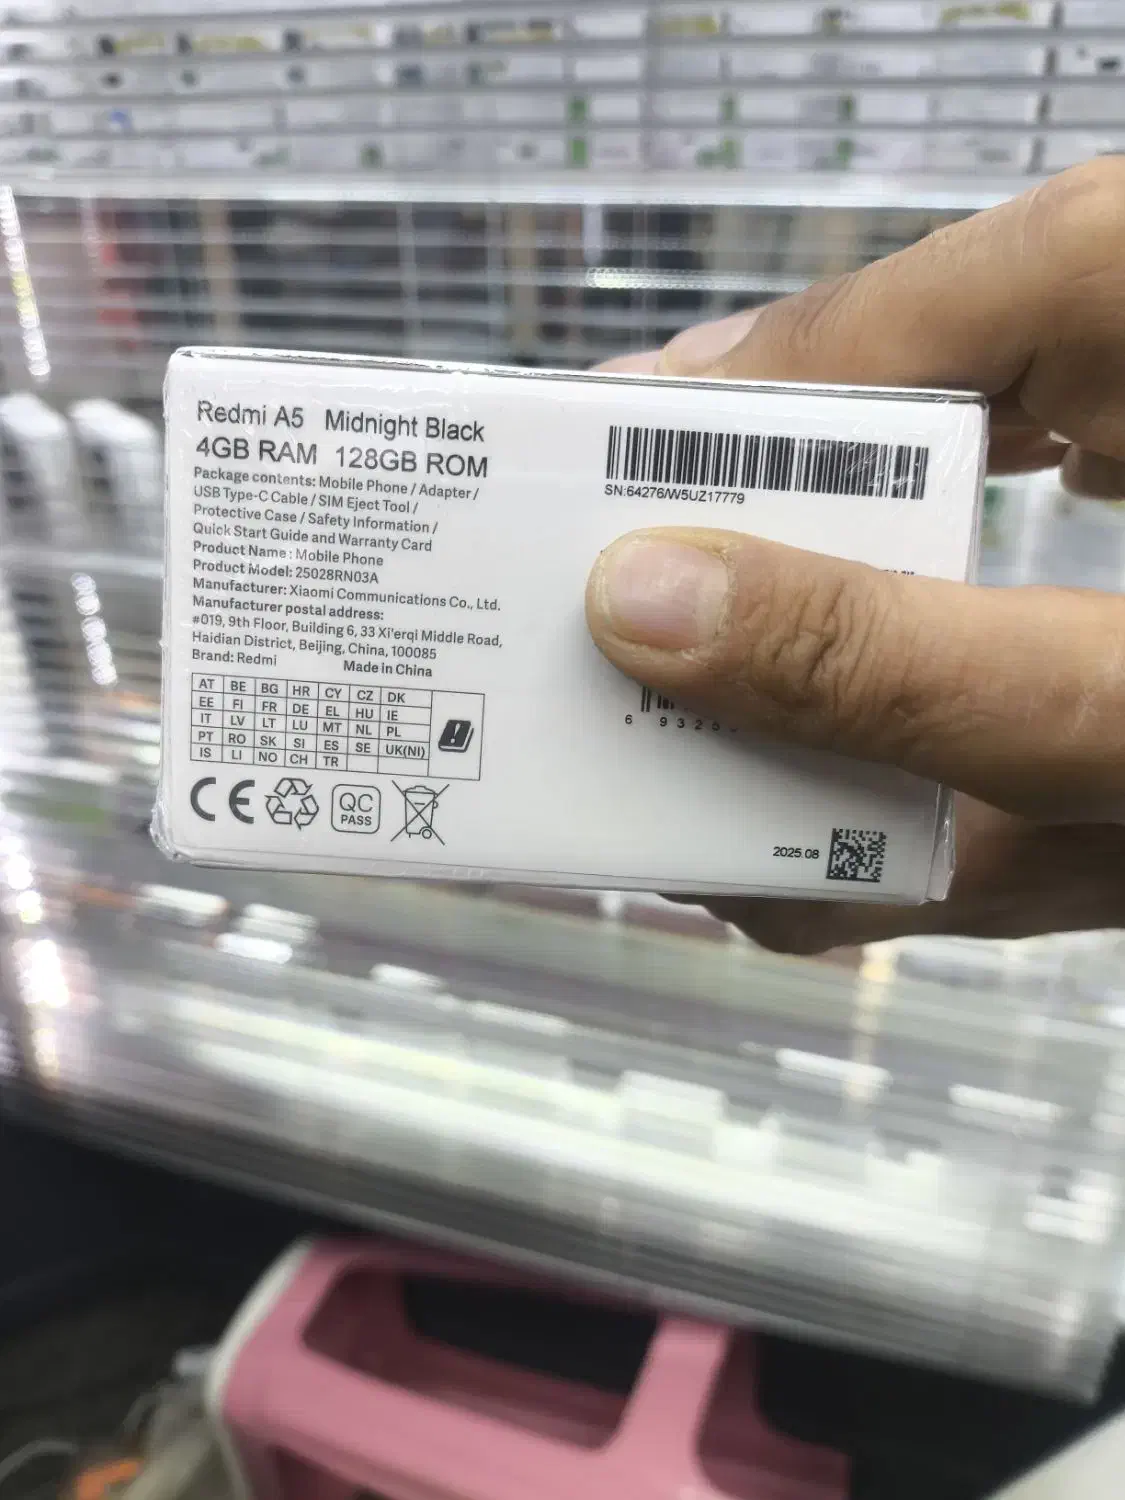 Redmi A5 Midnight Black
4GB RAM 128GB ROM
Package contents: Mobile Phone / Adapter /
USB Type-C Cable / SIM Eject Tool /
Protective Case / Safety Information /
Quick Start Guide and Warranty Card
Product Name : Mobile Phone
Product Model: 25028RN03A
Manufacturer: Xiaomi Communications Co., Ltd.
Manufacturer postal address:
#019, 9th Floor, Building 6, 33 Xi'erqi Middle Road,
Haidian District, Beijing, China, 100085
Brand: Redmi Made in China
AT BE BG HR CY CZ DK
EE FI FR DE EL HU IE
IT LV LT LU MT NL PL
PT RO SK SI ES SE UK(NI)
IS LI NO CH TR
CE
QC
PASS
SN:64276/W5UZ17779
6 9325
2025.08